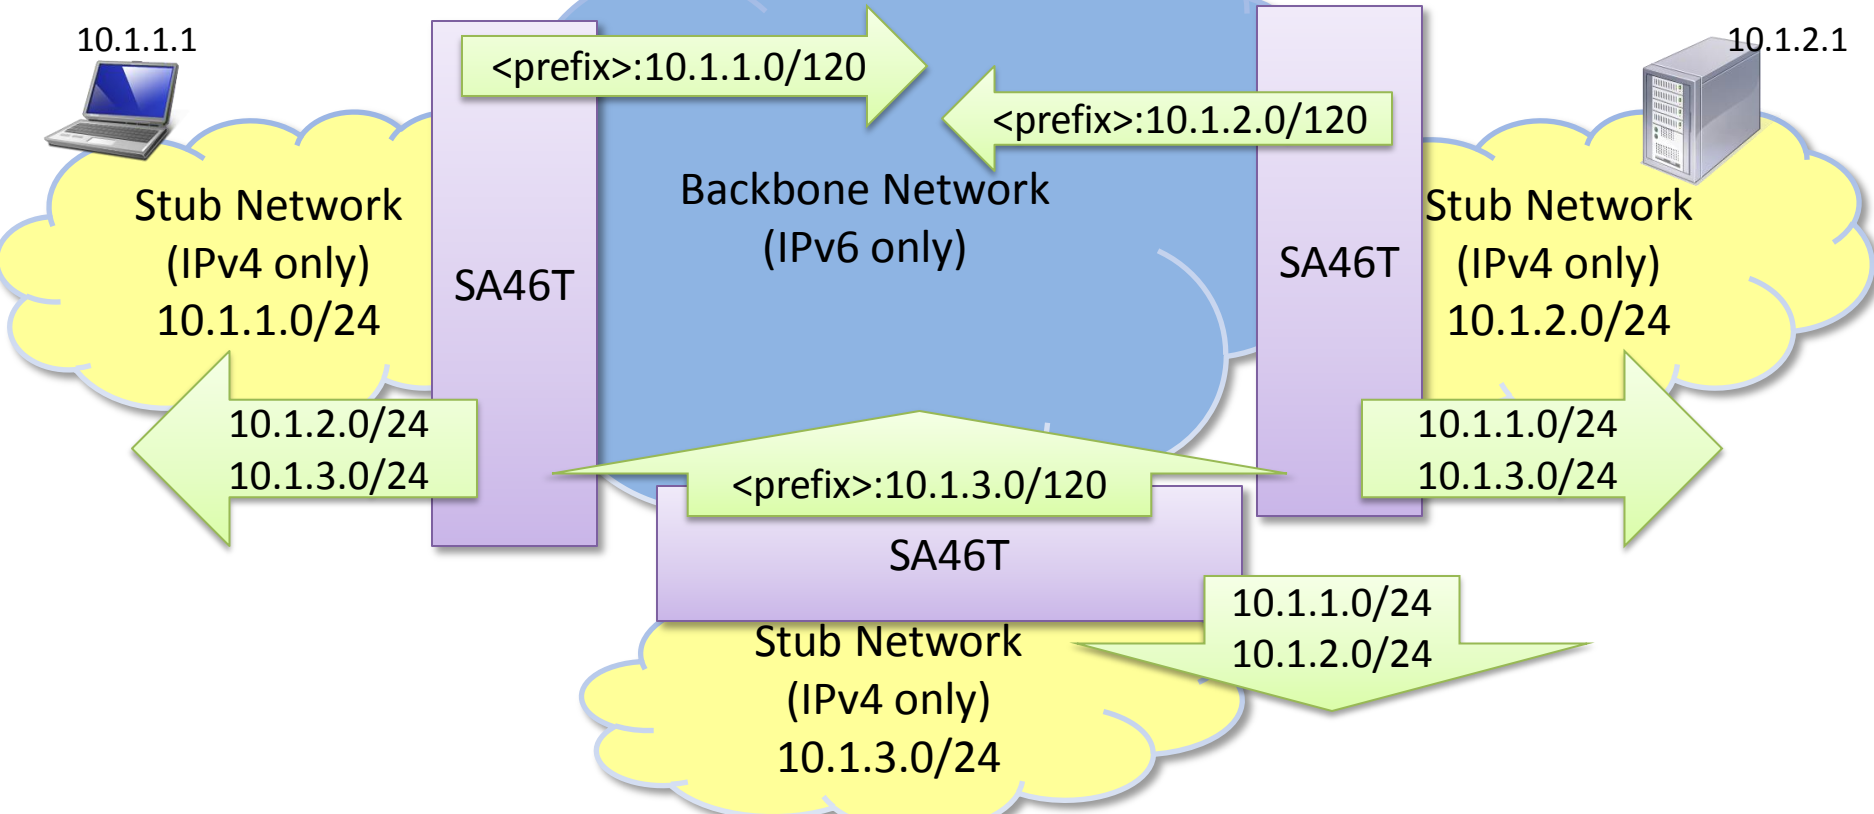 10.1.1.1
<prefix>:10.1.1.0/120
10.1.2.1
<prefix>:10.1.2.0/120
Stub Network
(IPv4 only)
10.1.1.0/24
SA46T
Backbone Network
(IPv6 only)
SA46T
Stub Network
(IPv4 only)
10.1.2.0/24
10.1.2.0/24
10.1.3.0/24
<prefix>:10.1.3.0/120
10.1.1.0/24
10.1.3.0/24
SA46T
10.1.1.0/24
10.1.2.0/24
Stub Network
(IPv4 only)
10.1.3.0/24